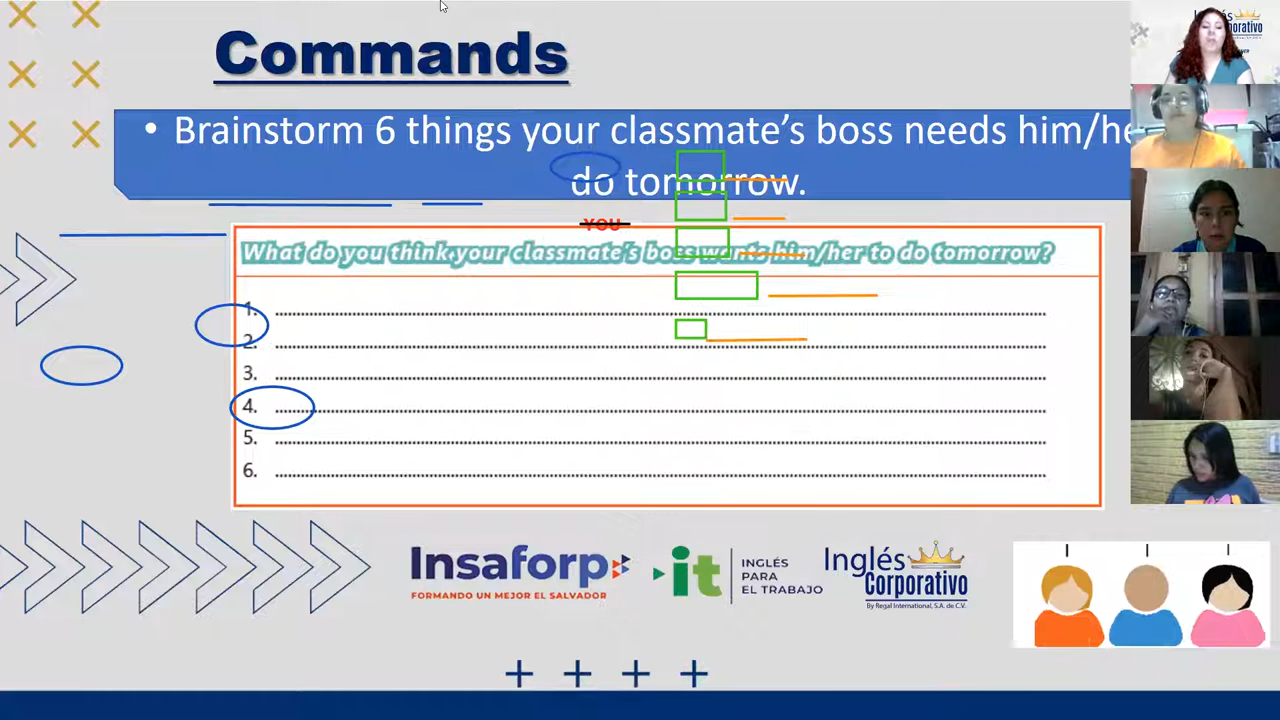 Commands
• Brainstorm 6 things your classmate's boss needs him/he
do tomorrow.
YOU
What do you think your classmate's boss wants him/her to do tomorrow?
1.
2.
3.
4.
5.
6.
Insaforp
FORMANDO UN MEJOR EL SALVADOR
it
INGLÉS
PARA
EL TRABAJO
Inglés
Corporativo
By Regal International, S.A. de C.V.